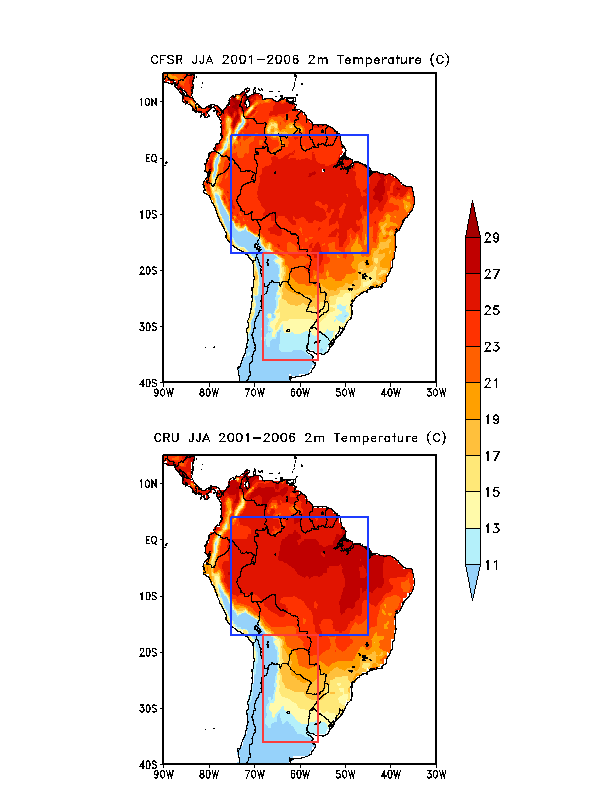 CFSR JJA 2001-2006 2m Temperature (C)
10N
EQ
10S
20S
30S
40S
90W 80W 70W 60W 50W 40W 30W
29
27
25
23
21
19
17
15
13
11
CRU JJA 2001-2006 2m Temperature (C)
10N
EQ
10S
20S
30S
40S
90W 80W 70W 60W 50W 40W 30W